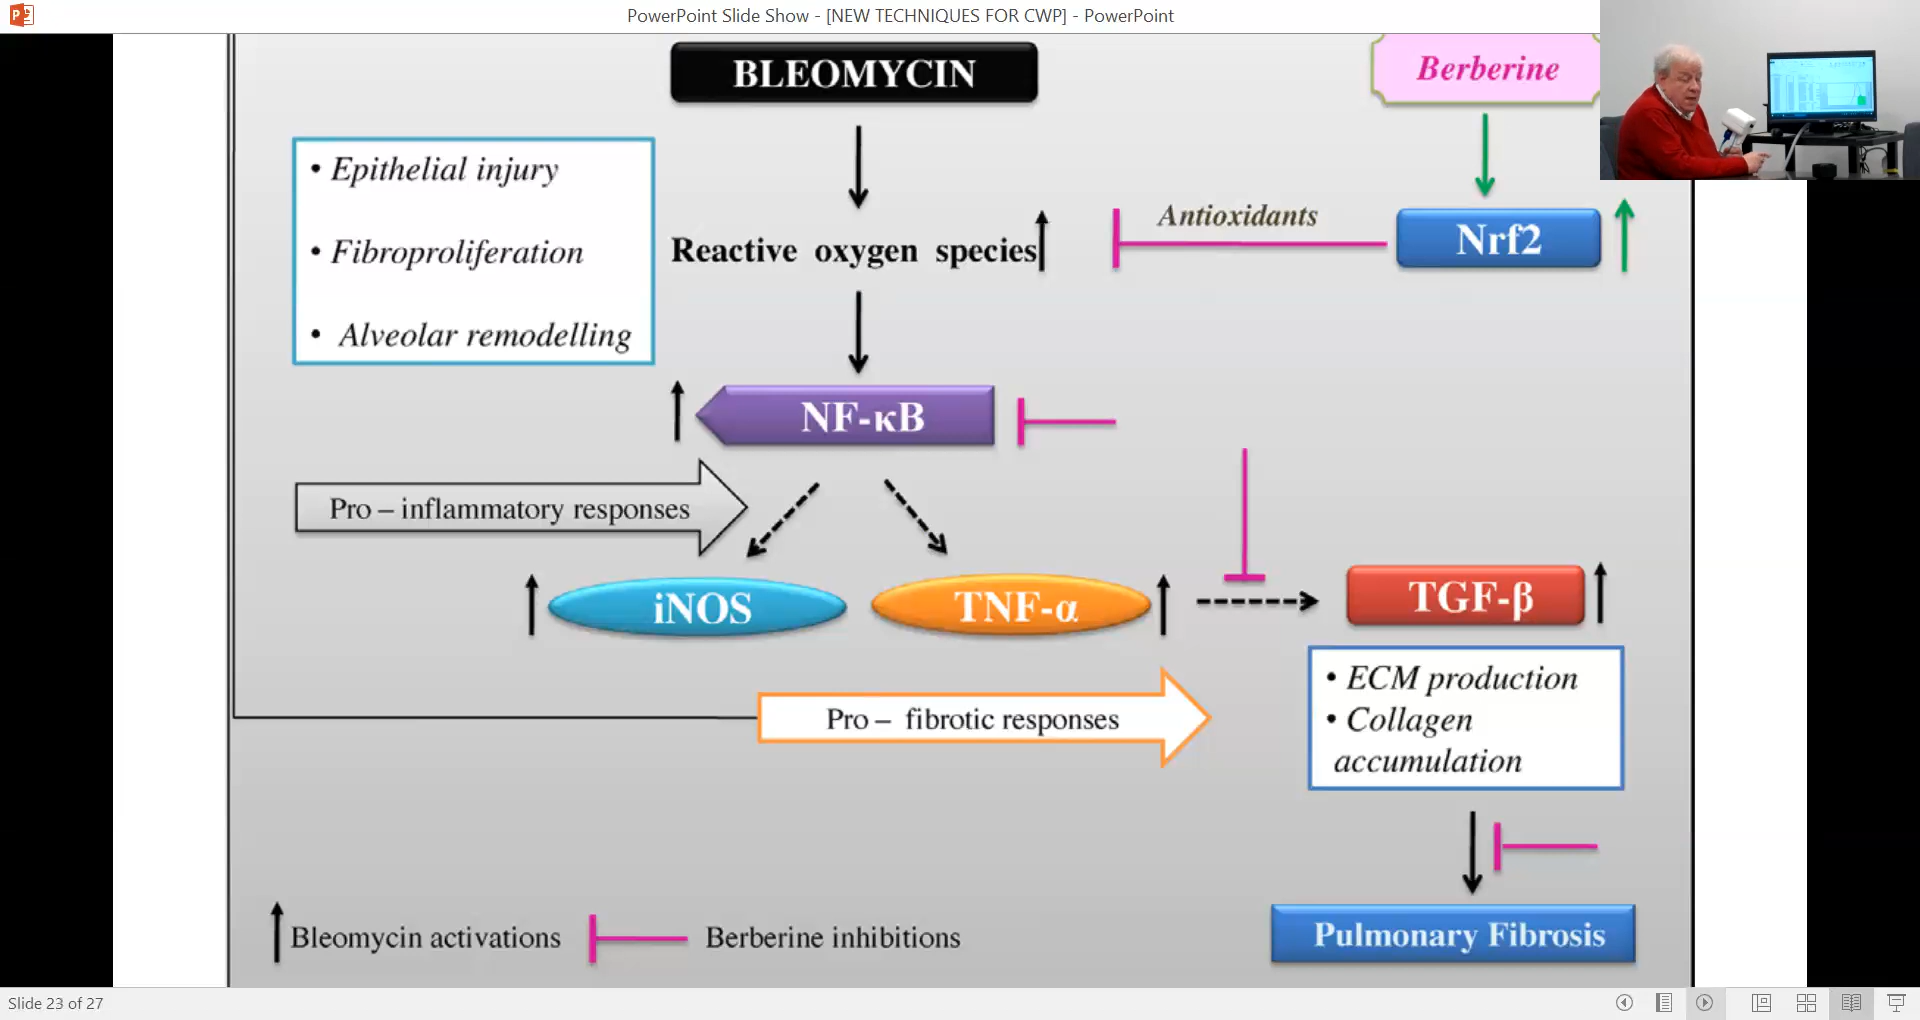 PowerPoint Slide Show - [NEW TECHNIQUES FOR CWP] - PowerPoint
BLEOMYCIN
Berberine
• Epithelial injury
• Fibroproliferation
• Alveolar remodelling
Reactive oxygen species
Antioxidants
Nrf2
NF-κB
Pro – inflammatory responses
iNOS
TNF-α
TGF-β
• ECM production
• Collagen
accumulation
Pro – fibrotic responses
Bleomycin activations
Berberine inhibitions
Pulmonary Fibrosis
Slide 23 of 27